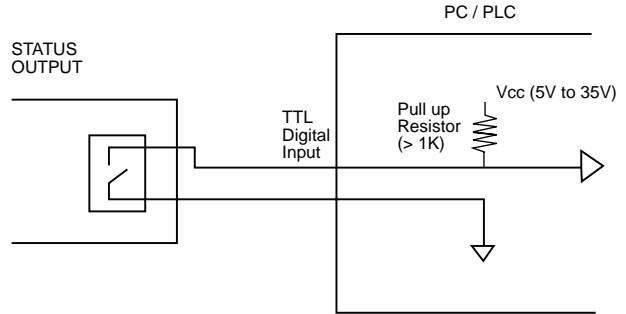 PC / PLC
STATUS
OUTPUT
Vcc (5V to 35V)
Pull up
Resistor
(> 1K)
TTL
Digital
Input